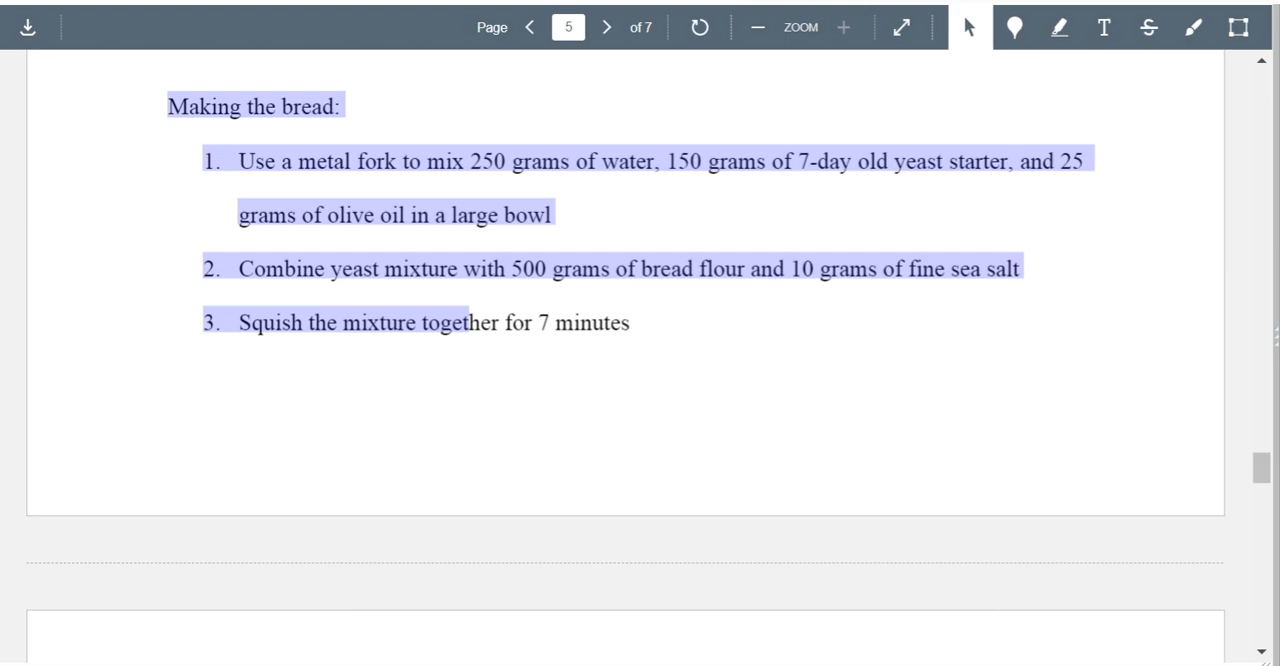 Page 5 of 7 ZOOM T S
Making the bread:
1. Use a metal fork to mix 250 grams of water, 150 grams of 7-day old yeast starter, and 25
grams of olive oil in a large bowl
2. Combine yeast mixture with 500 grams of bread flour and 10 grams of fine sea salt
3. Squish the mixture together for 7 minutes